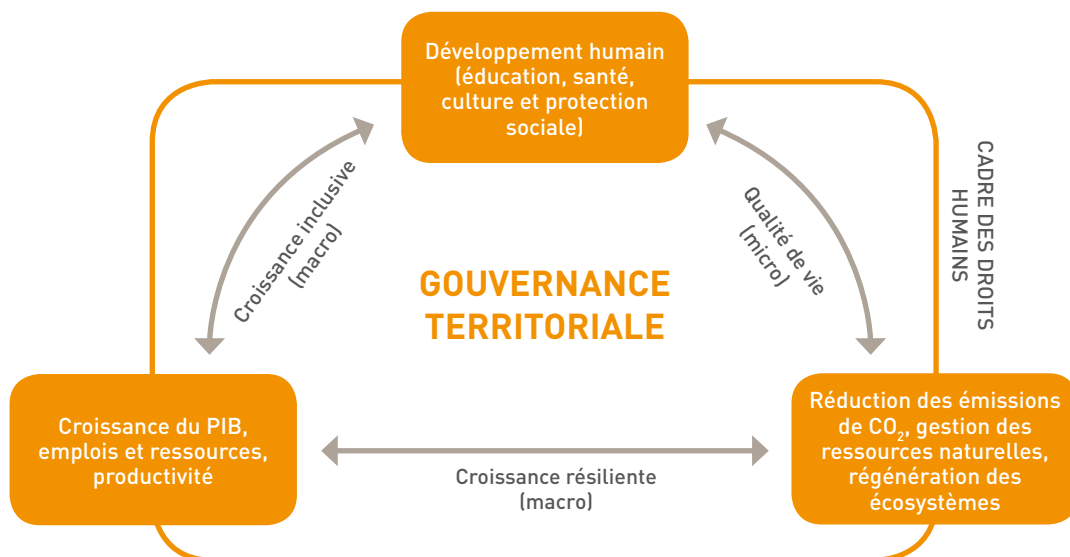 Développement humain
(éducation, santé,
culture et protection
sociale)
Croissance inclusive
(macro)
Qualité de vie
(micro)
CADRE DES DROITS
HUMAINS
GOUVERNANCE
TERRITORIALE
Croissance du PIB,
emplois et ressources,
productivité
Croissance résiliente
(macro)
Réduction des émissions
de CO₂, gestion des
ressources naturelles,
régénération des
écosystèmes